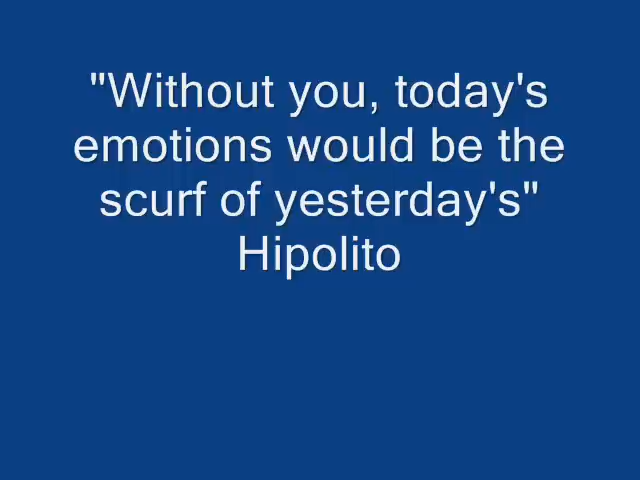 "Without you, today's
emotions would be the
scurf of yesterday's"
Hipolito